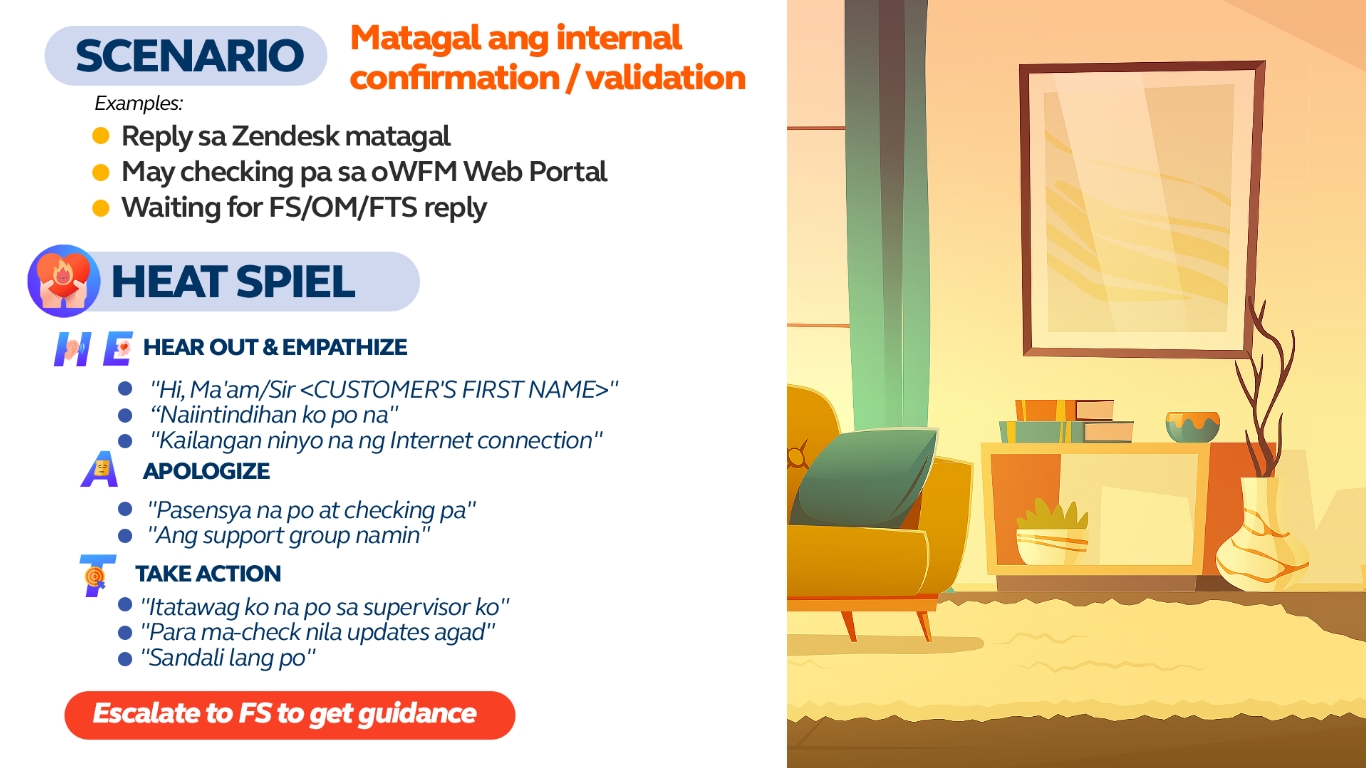 SCENARIO
Matagal ang internal
confirmation / validation
Examples:
Reply sa Zendesk matagal
May checking pa sa oWFM Web Portal
Waiting for FS/OM/FTS reply
HEAT SPIEL
H E HEAR OUT & EMPATHIZE
"Hi, Ma'am/Sir <CUSTOMER'S FIRST NAME>"
“Naiintindihan ko po na"
"Kailangan ninyo na ng Internet connection"
A APOLOGIZE
"Pasensya na po at checking pa"
"Ang support group namin"
T TAKE ACTION
"Itatawag ko na po sa supervisor ko"
"Para ma-check nila updates agad"
"Sandali lang po"
Escalate to FS to get guidance